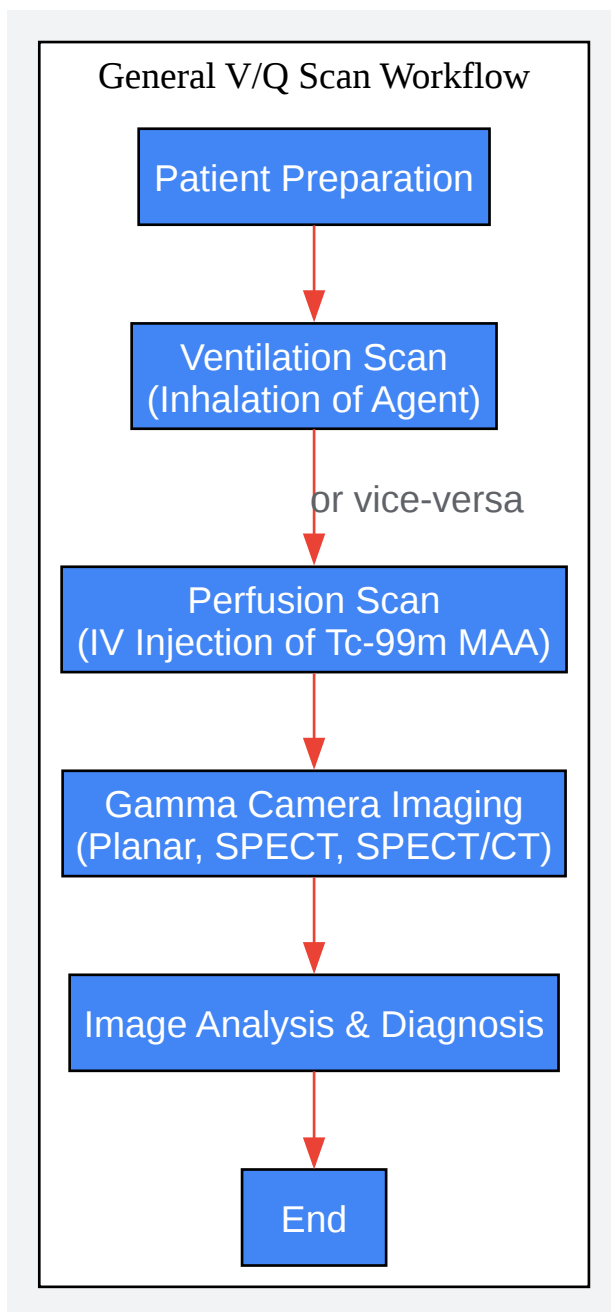 General V/Q Scan Workflow
Patient Preparation
Ventilation Scan
(Inhalation of Agent)
or vice-versa
Perfusion Scan
(IV Injection of Tc-99m MAA)
Gamma Camera Imaging
(Planar, SPECT, SPECT/CT)
Image Analysis & Diagnosis
End